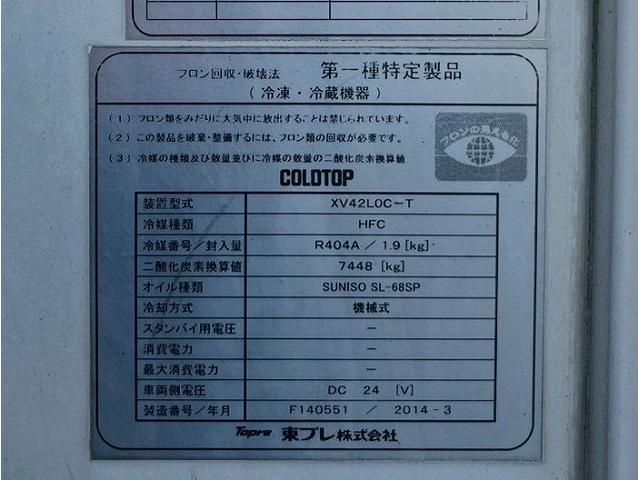 フロン回収・破壊法　第一種特定製品
（冷凍・冷蔵機器）
(1) フロン類をみだりに大気中に放出することは禁じられています。
(2) この製品を破棄・整備するには、フロン類の回収が必要です。
(3) 冷媒の種類及び数量並びに冷媒の数量の二酸化炭素換算値
フロンの見える化
COLDTOP
装置型式 XV42LOC-T
冷媒種類 HFC
冷媒番号／封入量 R404A / 1.9 [kg]
二酸化炭素換算値 7448 [kg]
オイル種類 SUNISO SL-68SP
冷却方式 機械式
スタンバイ用電圧 －
消費電力 －
最大消費電力 －
車両側電圧 DC 24 [V]
製造番号／年月 F140551 / 2014-3
Topre 東プレ株式会社